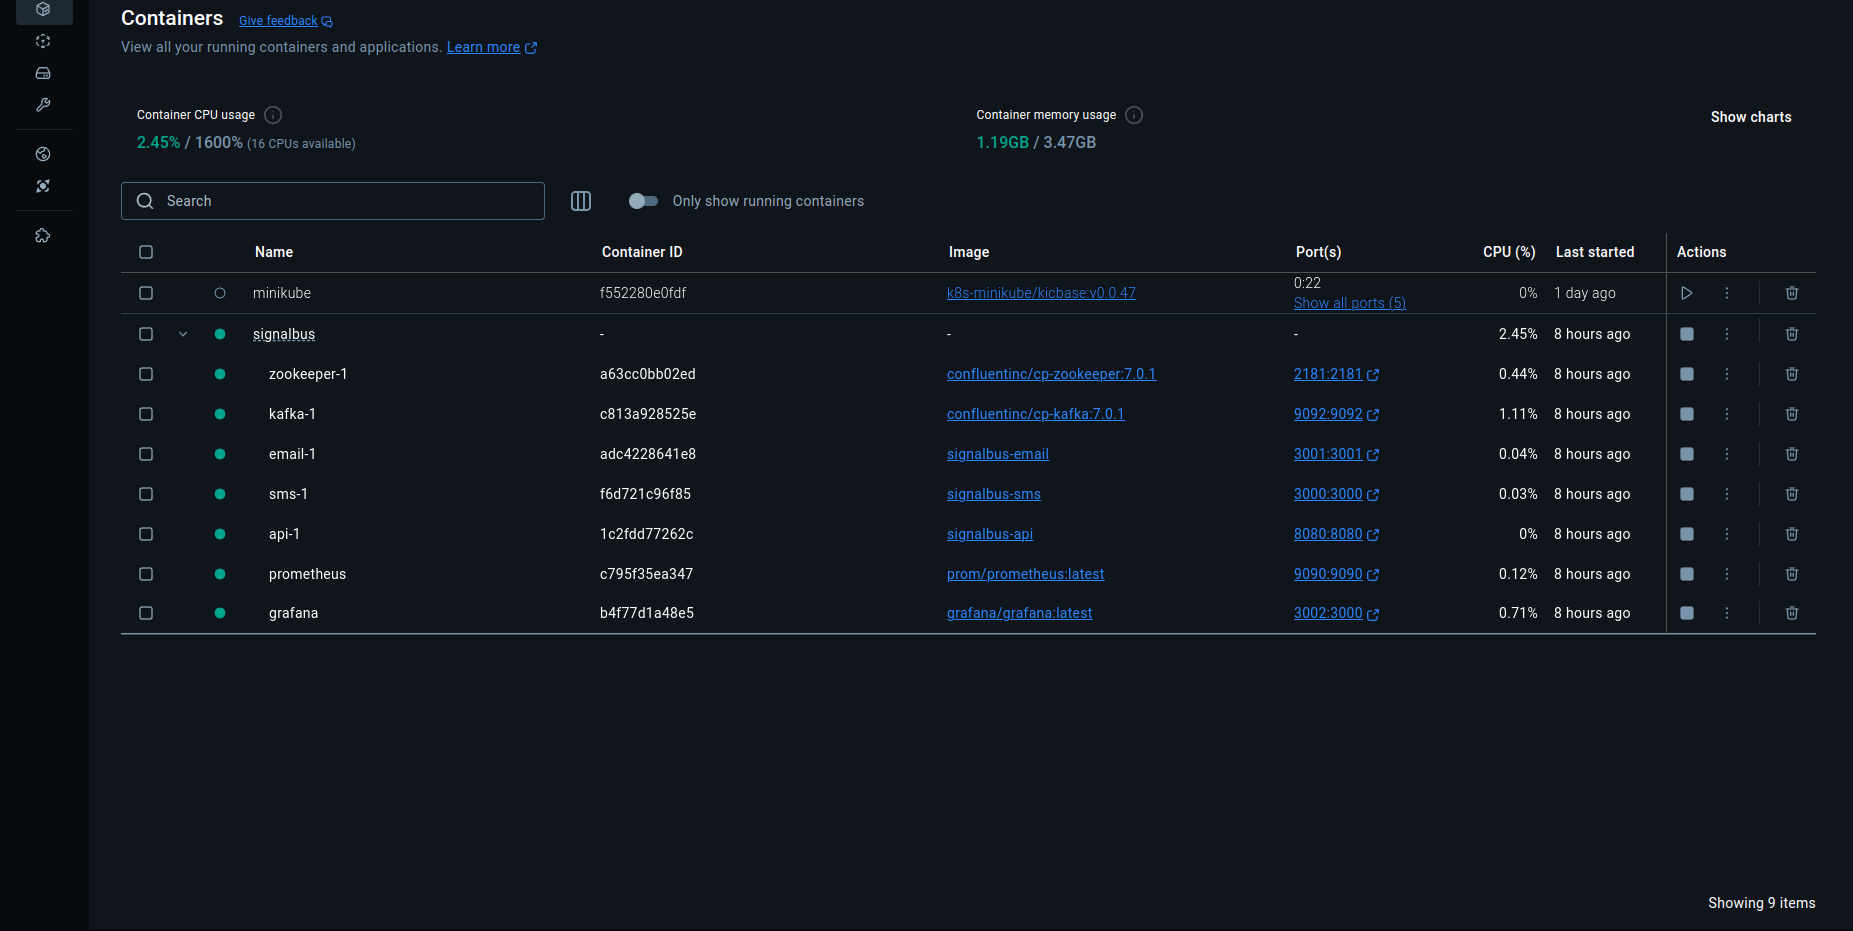 Containers Give feedback
View all your running containers and applications. Learn more
Container CPU usage
2.45% / 1600% (16 CPUs available)
Container memory usage
1.19GB / 3.47GB
Show charts
Search
Only show running containers
Name Container ID Image Port(s) CPU (%) Last started Actions
minikube f552280e0fdf k8s-minikube/kicbase:v0.0.47 0:22 0% 1 day ago
Show all ports (5)
signalbus - - - 2.45% 8 hours ago
zookeeper-1 a63cc0bb02ed confluentinc/cp-zookeeper:7.0.1 2181:2181 0.44% 8 hours ago
kafka-1 c813a928525e confluentinc/cp-kafka:7.0.1 9092:9092 1.11% 8 hours ago
email-1 adc4228641e8 signalbus-email 3001:3001 0.04% 8 hours ago
sms-1 f6d721c96f85 signalbus-sms 3000:3000 0.03% 8 hours ago
api-1 1c2fdd77262c signalbus-api 8080:8080 0% 8 hours ago
prometheus c795f35ea347 prom/prometheus:latest 9090:9090 0.12% 8 hours ago
grafana b4f77d1a48e5 grafana/grafana:latest 3002:3000 0.71% 8 hours ago
Showing 9 items